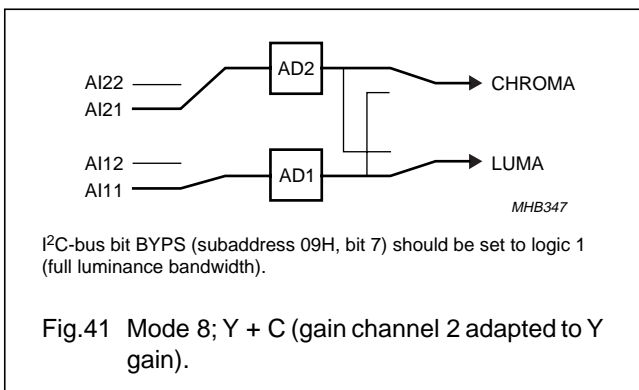 AI22
AI21
AD2
CHROMA
AI12
AI11
AD1
LUMA
MHB347
I²C-bus bit BYPS (subaddress 09H, bit 7) should be set to logic 1
(full luminance bandwidth).
Fig.41 Mode 8; Y + C (gain channel 2 adapted to Y
gain).